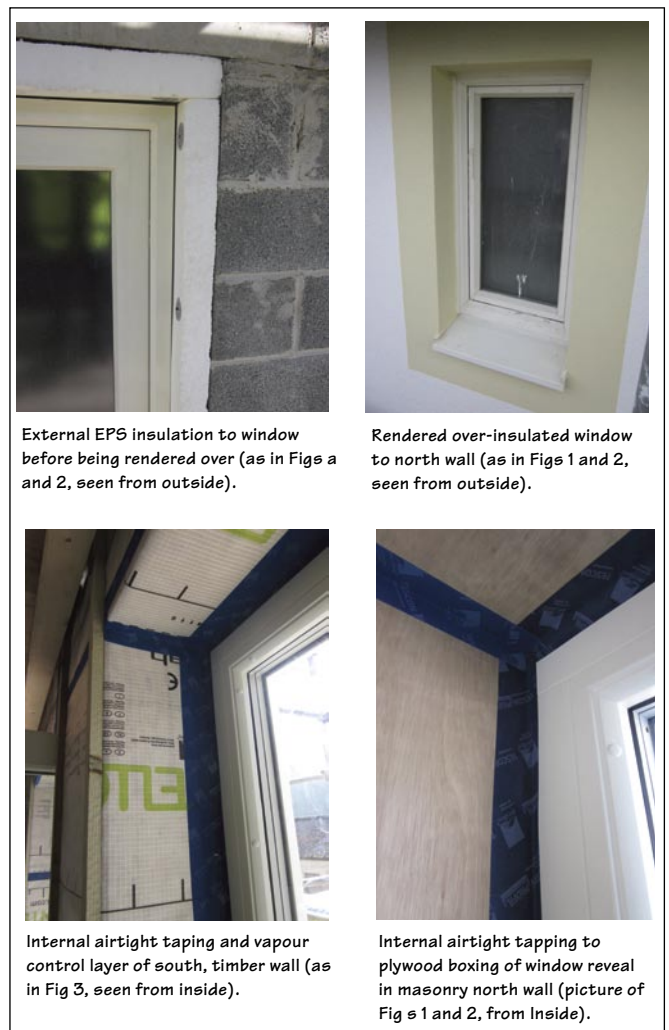 External EPS insulation to window
before being rendered over (as in Figs a
and 2, seen from outside).
Rendered over-insulated window
to north wall (as in Figs 1 and 2,
seen from outside).
Internal airtight taping and vapour
control layer of south, timber wall (as
in Fig 3, seen from inside).
Internal airtight tapping to
plywood boxing of window reveal
in masonry north wall (picture of
Fig s 1 and 2, from Inside).